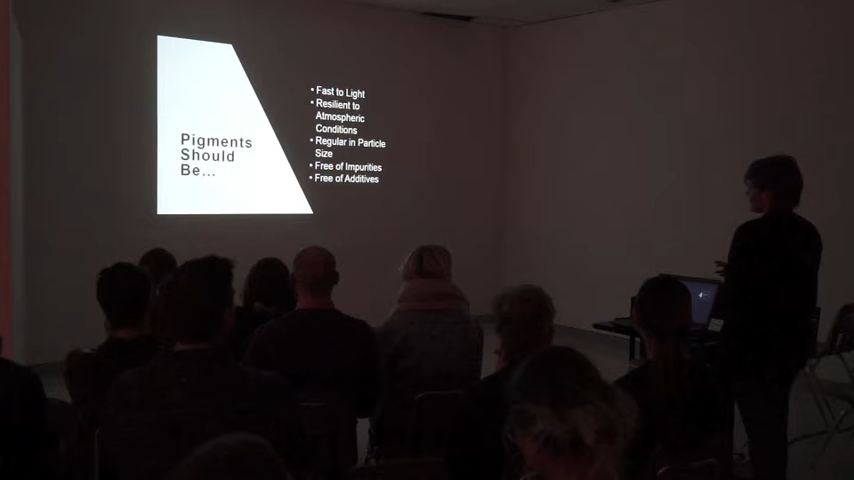 Pigments
Should
Be...
• Fast to Light
• Resilient to
Atmospheric
Conditions
• Regular in Particle
Size
• Free of Impurities
• Free of Additives